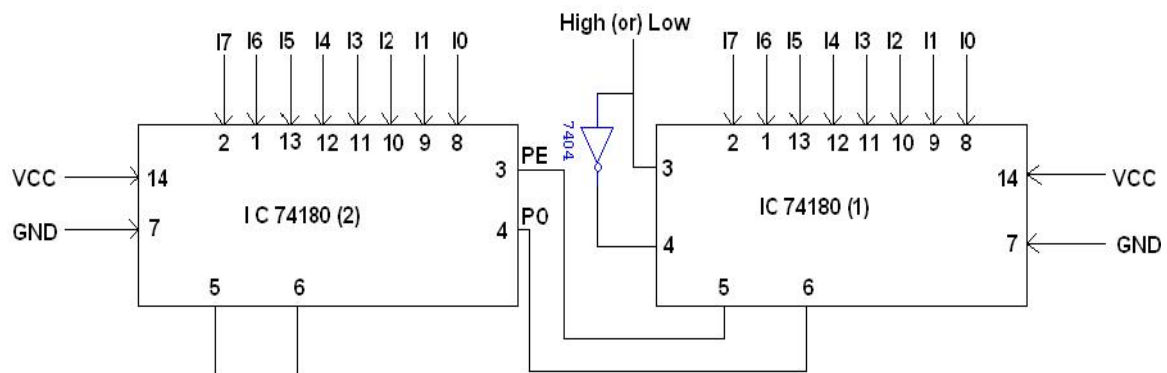 High (or) Low
I7 I6 I5 I4 I3 I2 I1 I0
I7 I6 I5 I4 I3 I2 I1 I0
2 1 13 12 11 10 9 8
7404
2 1 13 12 11 10 9 8
VCC
14
3
PE
3
14
VCC
I C 74180 (2)
IC 74180 (1)
GND
7
4
PO
4
7
GND
5 6
5 6